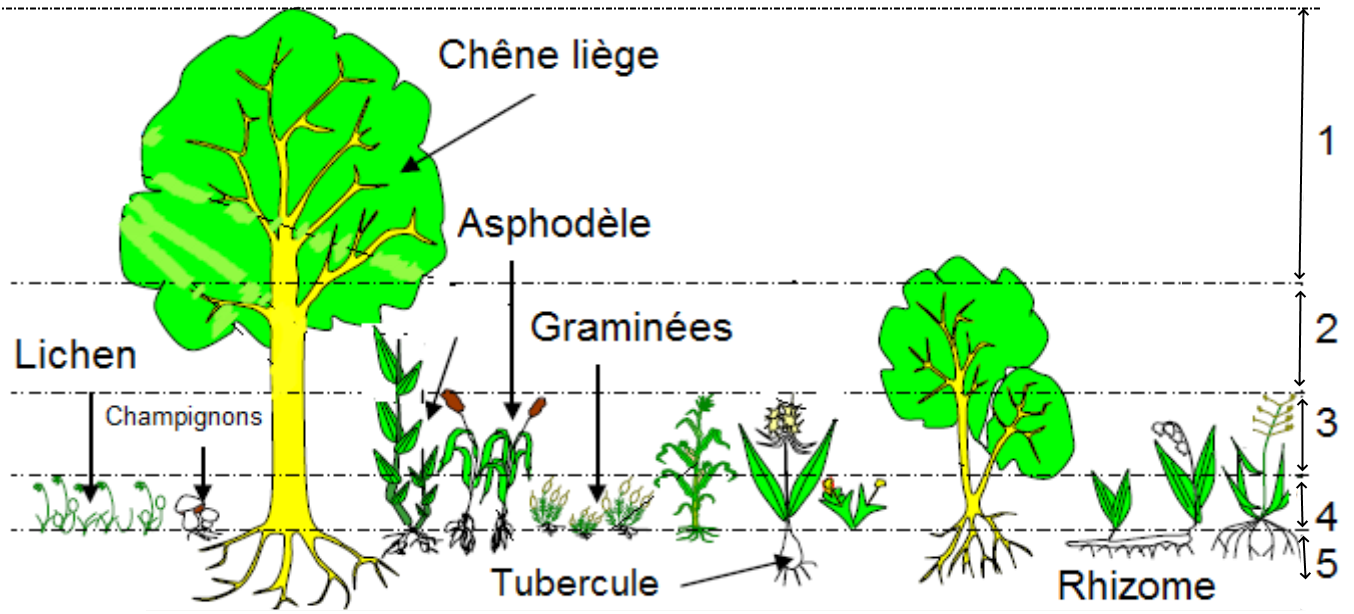 Chêne liège
1
Asphodèle
Graminées
2
Lichen
Champignons
3
4
Tubercule
Rhizome
5